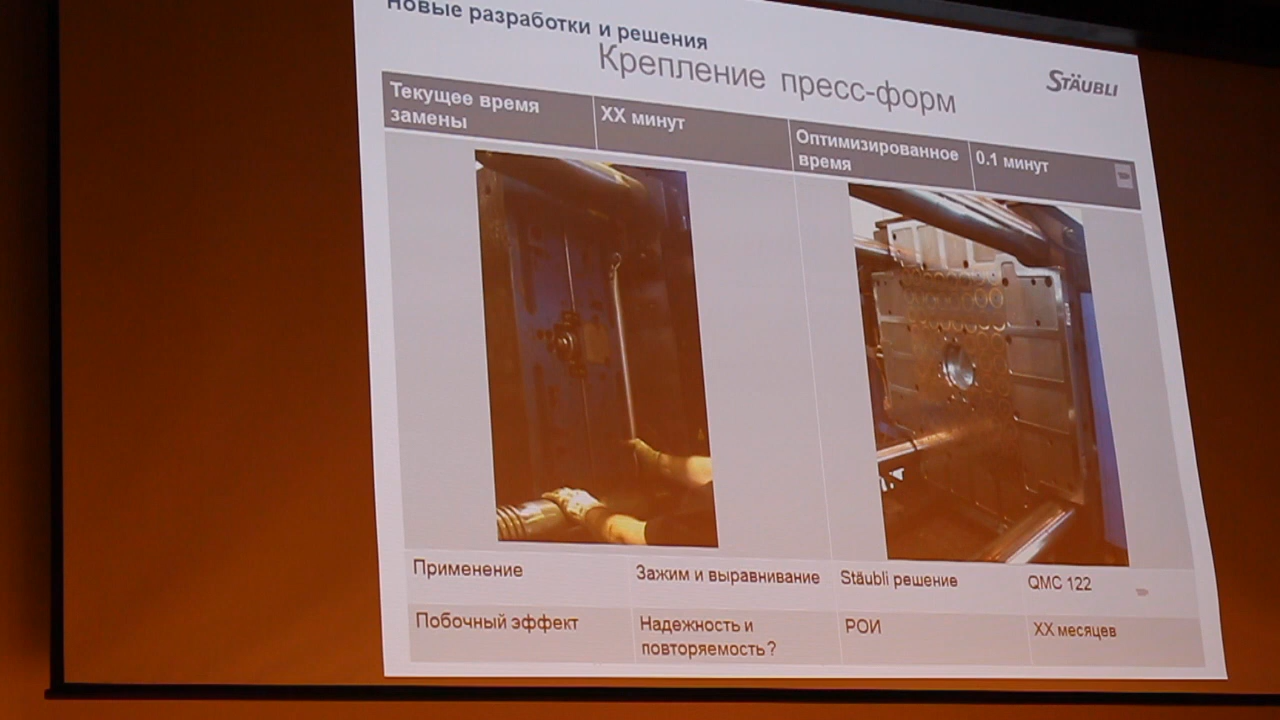 Новые разработки и решения
Крепление пресс-форм
STÄUBLI
Текущее время
замены
XX минут
Оптимизированное
время
0.1 минут
Применение
Зажим и выравнивание
Stäubli решение
QMC 122
Побочный эффект
Надежность и
повторяемость?
РОИ
XX месяцев